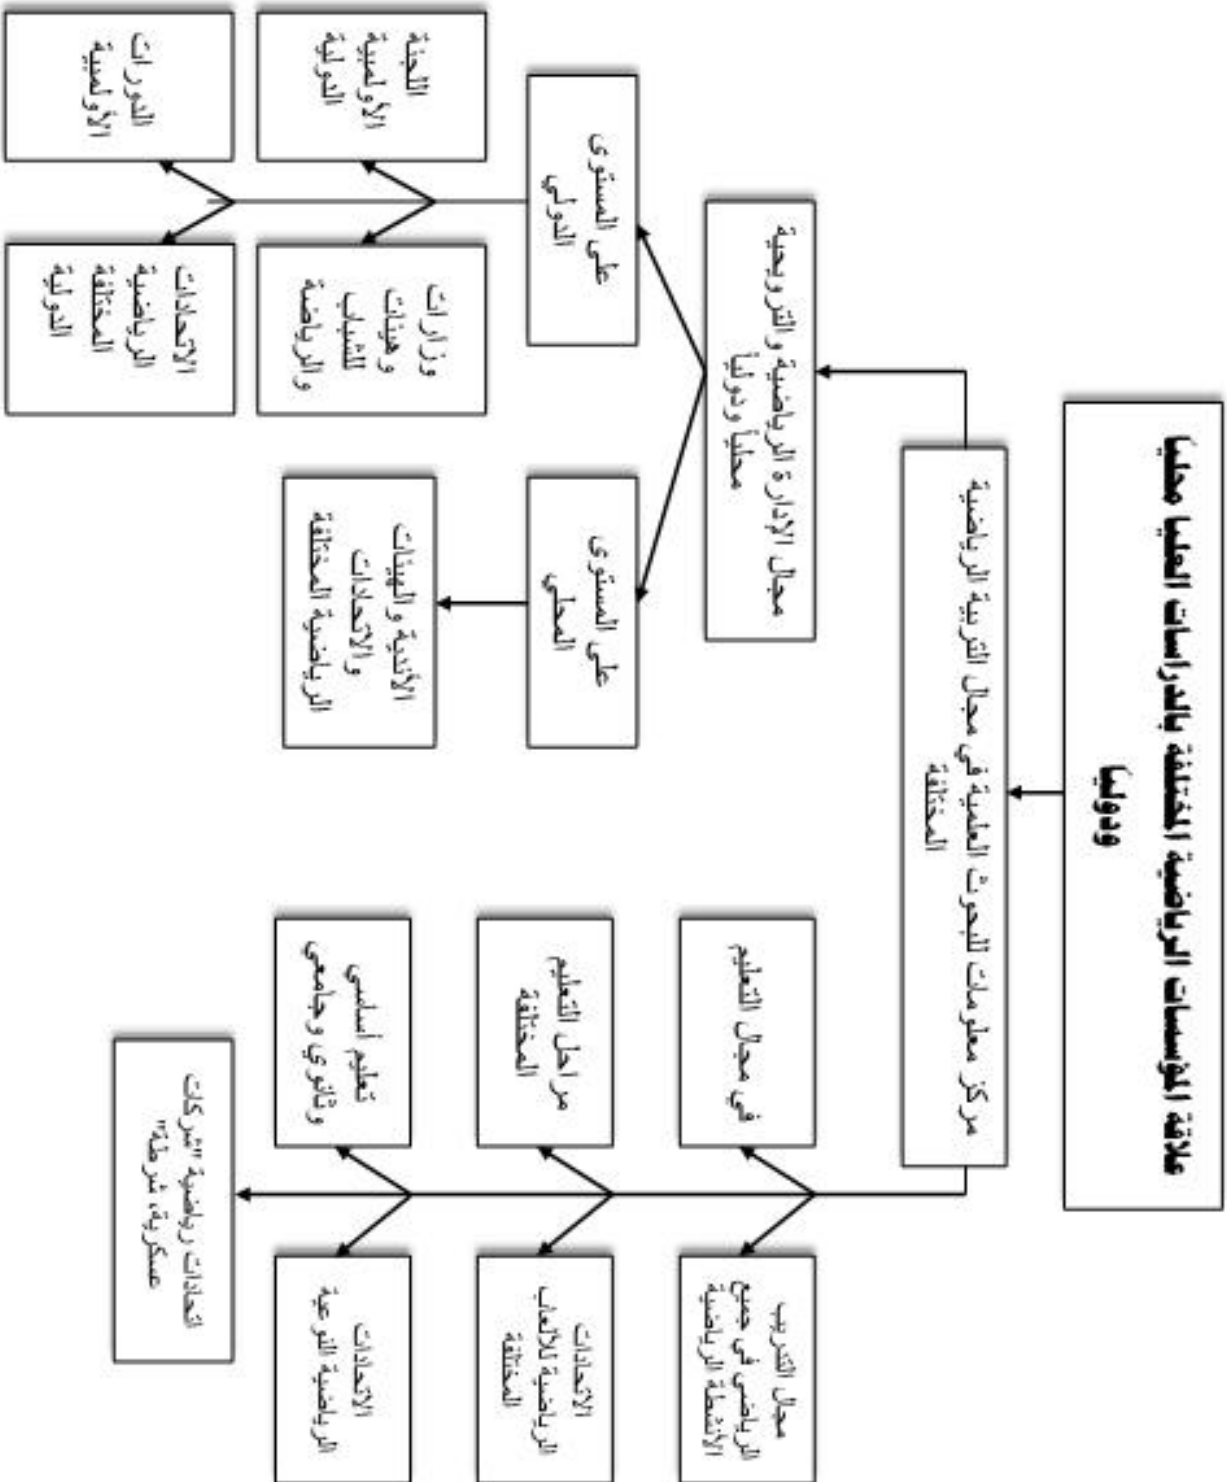 علاقة المؤسسات الرياضية المختلفة بالدراسات العليا محلياً
ودولياً
مركز معلومات للبحوث العلمية في مجال التربية الرياضية
المختلفة
مجال الإدارة الرياضية والترويحية
محلياً ودولياً
على المستوى
الدولي
على المستوى
المحلي
اللجنة
الأولمبية
الدولية
وزارات
وهيئات
للشباب
والرياضة
الدورات
الأولمبية
الاتحادات
الرياضية
المختلفة
الدولية
الأندية والهيئات
والاتحادات
الرياضية المختلفة
مجال التدريب
الرياضي في جميع
الأنشطة الرياضية
في مجال التعليم
الاتحادات
الرياضية للألعاب
المختلفة
مراحل التعليم
المختلفة
الاتحادات
الرياضية النوعية
تعليم أساسي
وثانوي وجامعي
اتحادات رياضية "شركات
عسكرية، شرطة"